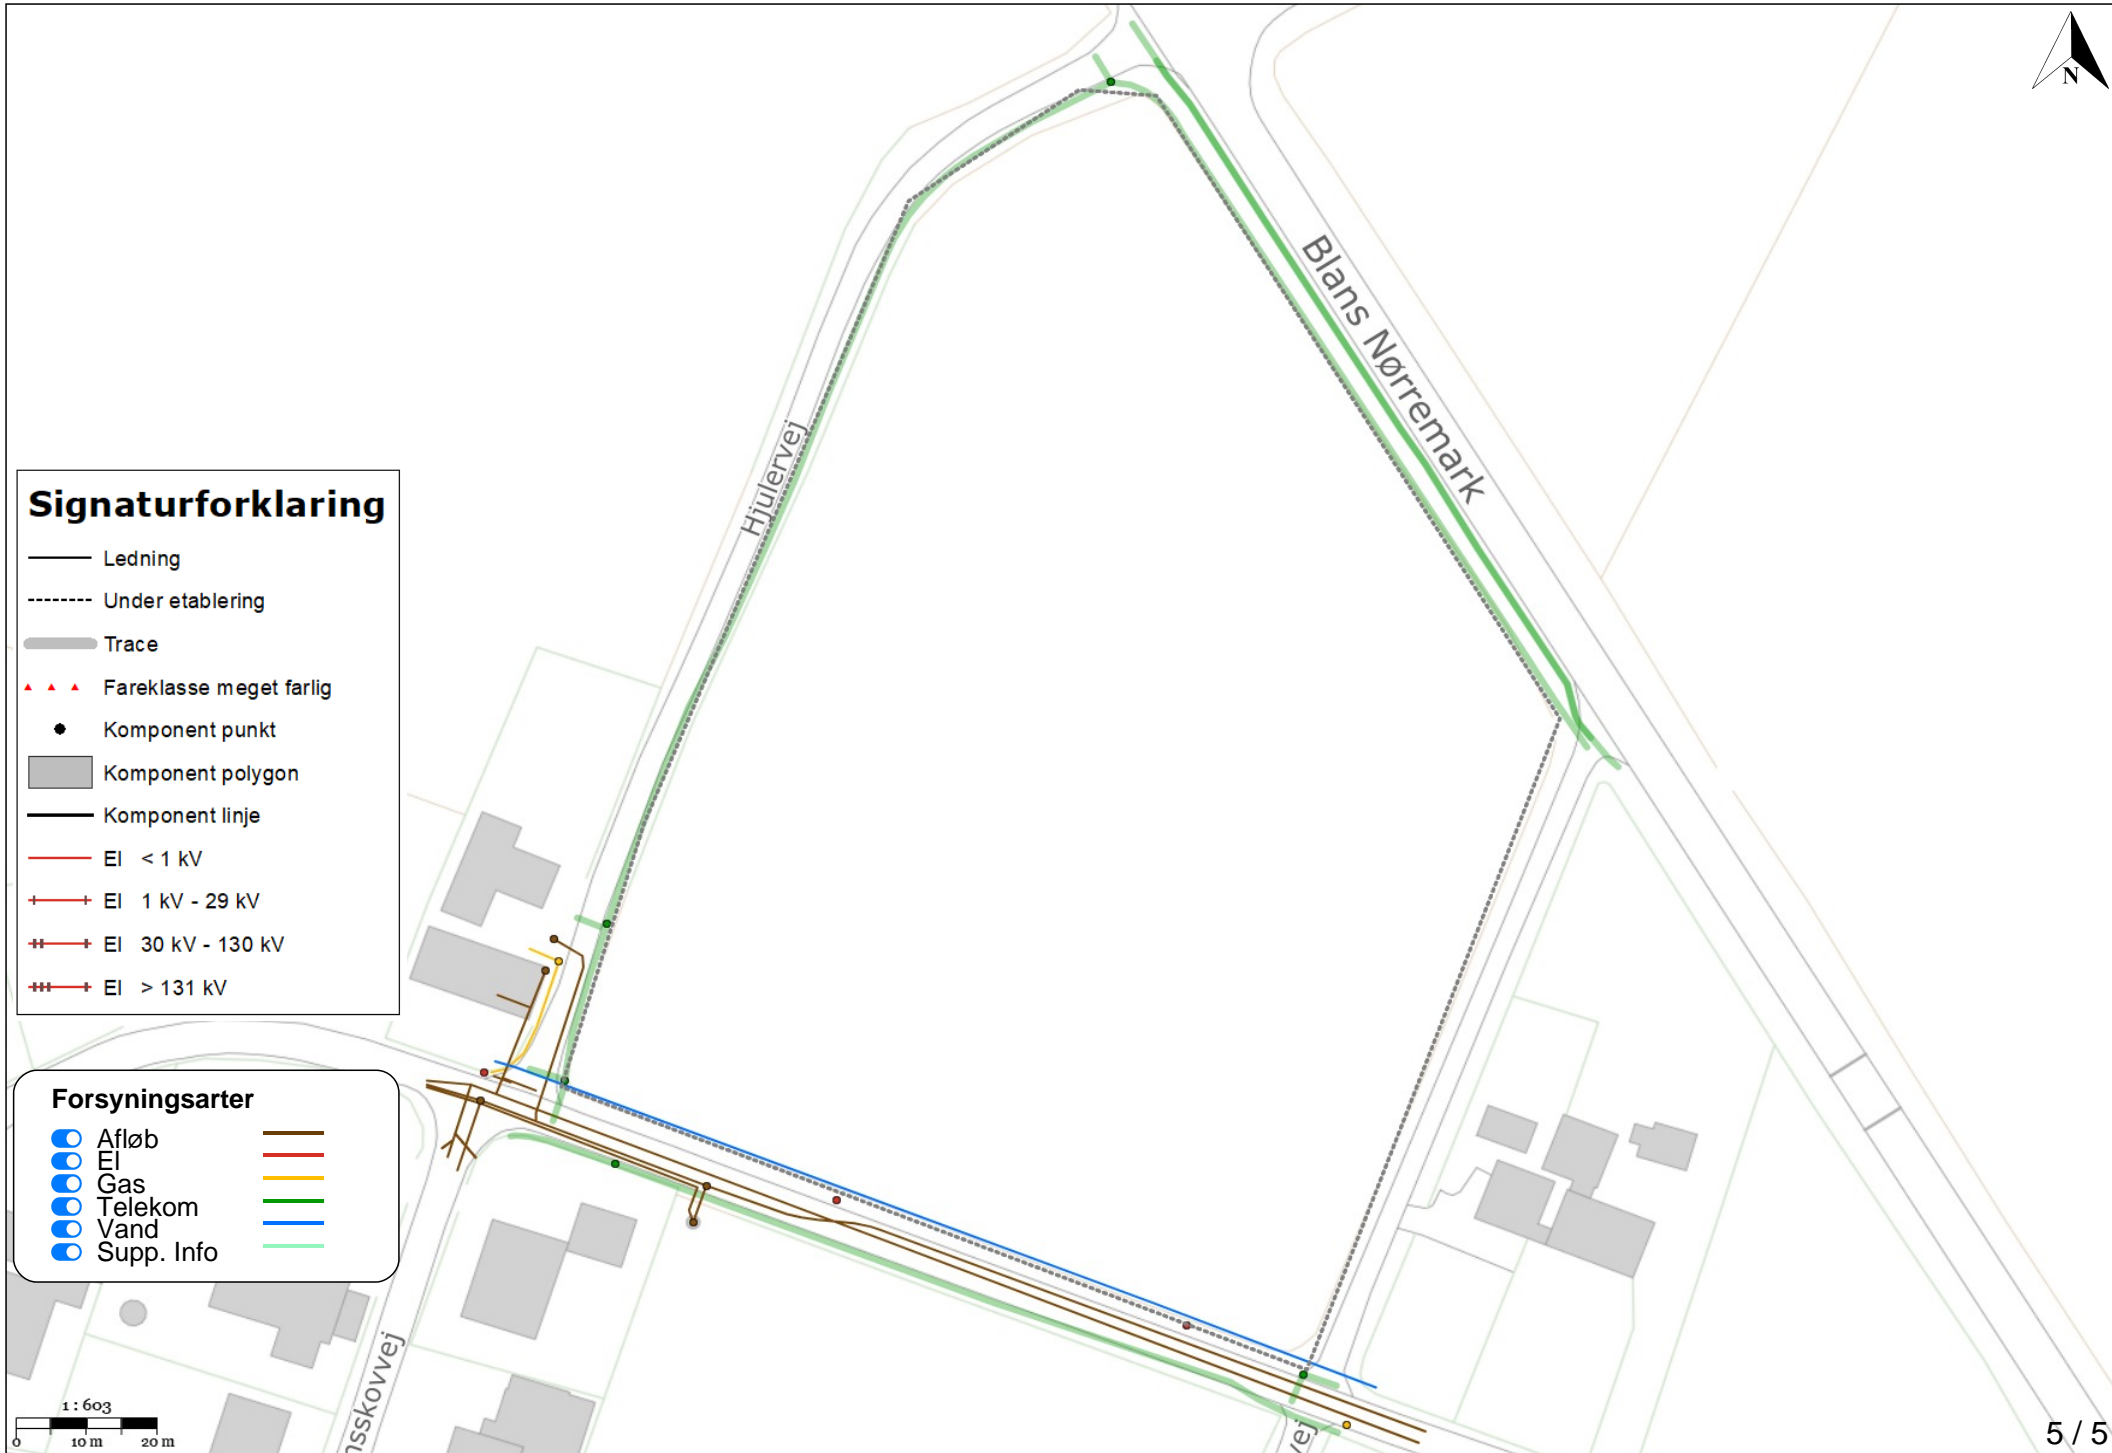 N
Blans Nørremark
Hjulervej
Signaturforklaring
Ledning
Under etablering
Trace
Fareklasse meget farlig
Komponent punkt
Komponent polygon
Komponent linje
El < 1 kV
El 1 kV - 29 kV
El 30 kV - 130 kV
El > 131 kV
Forsyningsarter
Afløb
El
Gas
Telekom
Vand
Supp. Info
nsskovvej
vej
1 : 603
0 10 m 20 m
5 / 5